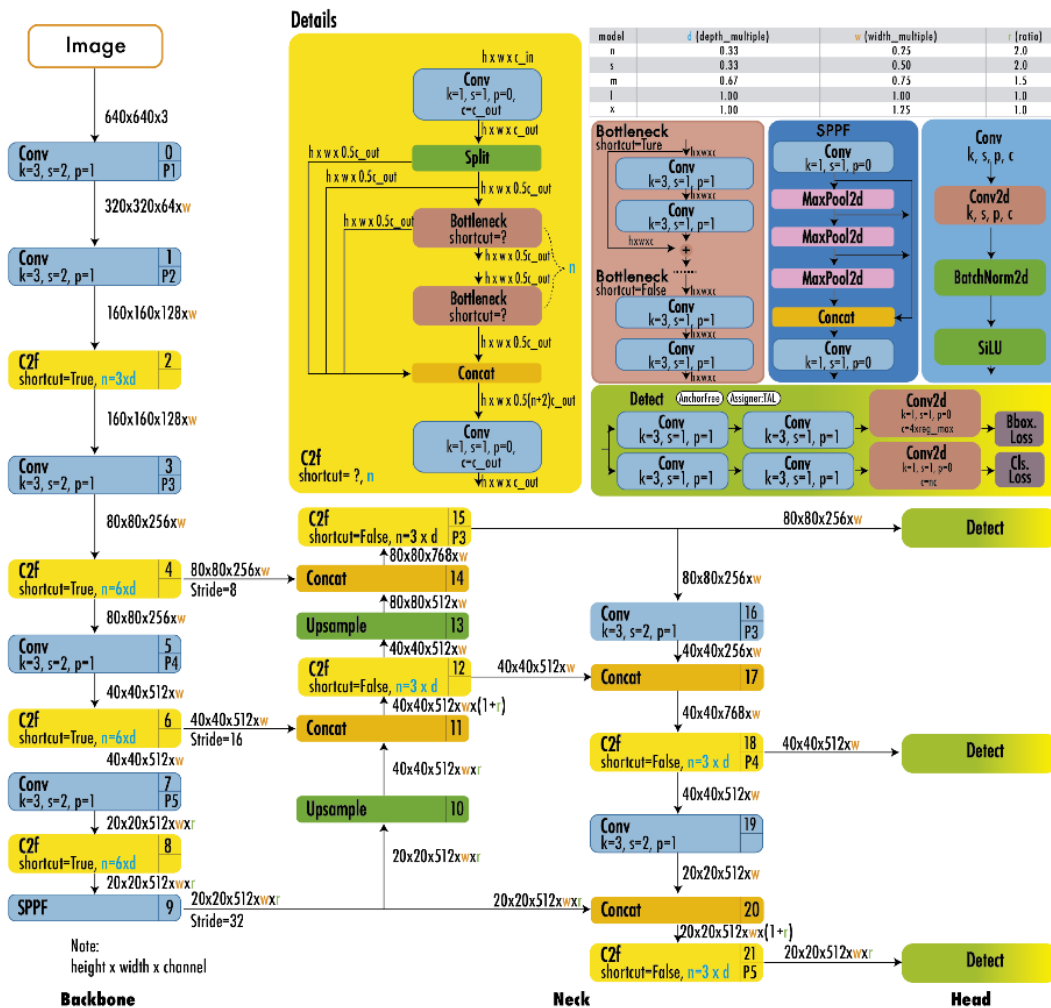 Details
Image
640x640x3
Conv
k=3, s=2, p=1
0
P1
320x320x64xw
Conv
k=3, s=2, p=1
1
P2
160x160x128xw
C2f
shortcut=True, n=3xd
2
160x160x128xw
Conv
k=3, s=2, p=1
3
P3
80x80x256xw
C2f
shortcut=True, n=6xd
4
80x80x256xw
Stride=8
80x80x256xw
Conv
k=3, s=2, p=1
5
P4
40x40x512xw
C2f
shortcut=True, n=6xd
6
40x40x512xw
Stride=16
40x40x512xw
Conv
k=3, s=2, p=1
7
P5
20x20x512xwxr
C2f
shortcut=True, n=6xd
8
20x20x512xwxr
SPPF
9
20x20x512xwxr
Stride=32
Note:
height x width x channel
Backbone
h x w x c_in
Conv
k=1, s=1, p=0,
c=c_out
h x w x c_out
Split
h x w x 0.5c_out
h x w x 0.5c_out
h x w x 0.5c_out
h x w x 0.5c_out
Bottleneck
shortcut=?
h x w x 0.5c_out
n
h x w x 0.5c_out
Bottleneck
shortcut=?
h x w x 0.5c_out
Concat
h x w x 0.5(n+2)c_out
Conv
k=1, s=1, p=0,
c=c_out
h x w x c_out
C2f
shortcut= ?, n
model d (depth_multiple) w (width_multiple) r (ratio)
n 0.33 0.25 2.0
s 0.33 0.50 2.0
m 0.67 0.75 1.5
l 1.00 1.00 1.0
x 1.00 1.25 1.0
Bottleneck
shortcut=Ture
hxwxc
Conv
k=3, s=1, p=1
hxwxc
Conv
k=3, s=1, p=1
hxwxc
hxwxc
+
hxwxc
Bottleneck
shortcut=False
hxwxc
Conv
k=3, s=1, p=1
hxwxc
Conv
k=3, s=1, p=1
hxwxc
SPPF
Conv
k=1, s=1, p=0
MaxPool2d
MaxPool2d
MaxPool2d
Concat
Conv
k=1, s=1, p=0
Conv
k, s, p, c
Conv2d
k, s, p, c
BatchNorm2d
SiLU
Detect
AnchorFree
Assigner:TAL
Conv
k=3, s=1, p=1
Conv
k=3, s=1, p=1
Conv2d
k=1, s=1, p=0
c=4xreg_max
Bbox.
Loss
Conv
k=3, s=1, p=1
Conv
k=3, s=1, p=1
Conv2d
k=1, s=1, p=0
c=nc
Cls.
Loss
C2f
shortcut=False, n=3 x d
15
P3
80x80x768xw
Concat
14
80x80x512xw
Upsample
13
40x40x512xw
C2f
shortcut=False, n=3 x d
12
40x40x512xw
40x40x512xwx(1+r)
Concat
11
40x40x512xwxr
Upsample
10
20x20x512xwxr
80x80x256xw
Detect
80x80x256xw
Conv
k=3, s=2, p=1
16
P3
40x40x256xw
Concat
17
40x40x768xw
C2f
shortcut=False, n=3 x d
18
P4
40x40x512xw
Detect
40x40x512xw
Conv
k=3, s=2, p=1
19
20x20x512xw
20x20x512xwxr
Concat
20
20x20x512xwx(1+r)
C2f
shortcut=False, n=3 x d
21
P5
20x20x512xwxr
Detect
Neck
Head